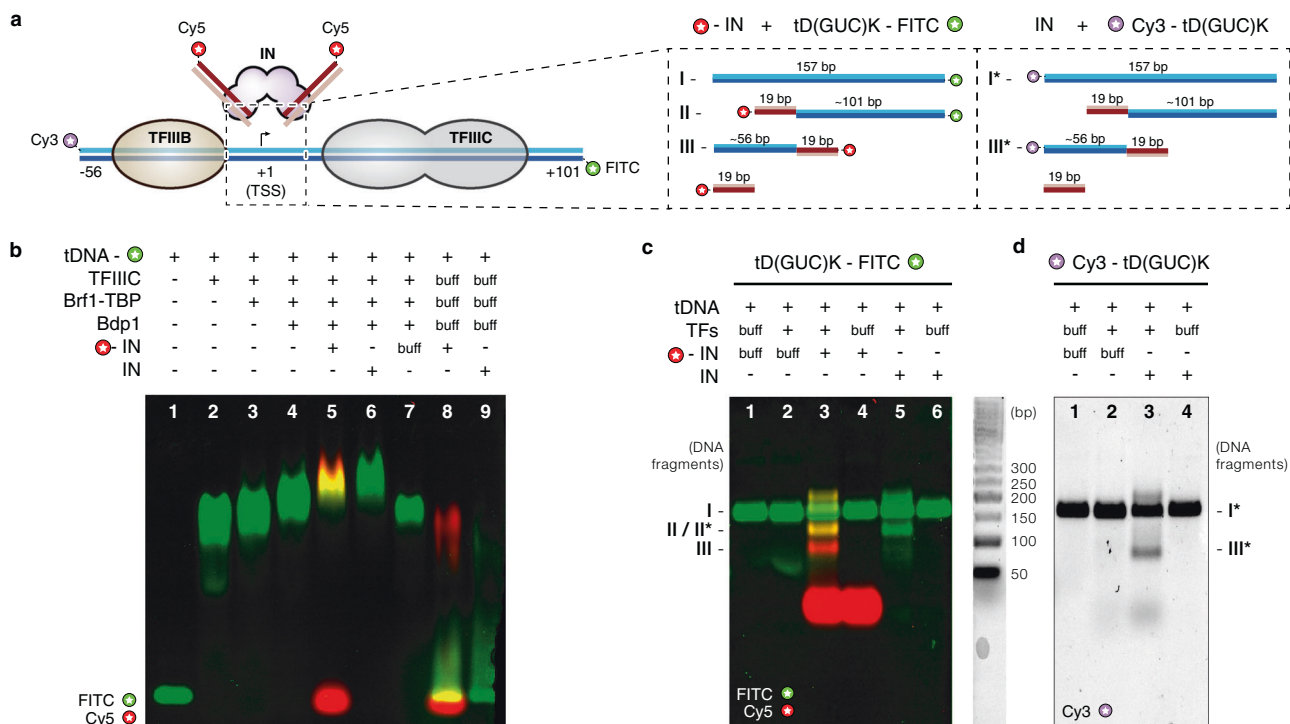 a
Cy5
Cy5
IN
Cy3
TFIIIB
TFIIIC
-56
+1
(TSS)
+101
FITC
- IN + tD(GUC)K - FITC
I -
157 bp
II -
19 bp
~101 bp
III -
~56 bp
19 bp
19 bp
IN + Cy3 - tD(GUC)K
I* -
157 bp
19 bp
~101 bp
III* -
~56 bp
19 bp
19 bp
b
tDNA - + + + + + + + + +
TFIIIC - + + + + + + buff buff
Brf1-TBP - - + + + + + buff buff
Bdp1 - - - + + + + buff buff
- IN - - - - + - buff + -
IN - - - - - + - - +
1 2 3 4 5 6 7 8 9
FITC
Cy5
c
tD(GUC)K - FITC
tDNA + + + + + +
TFs buff + + buff + buff
- IN buff buff + + - -
IN - - - - + +
1 2 3 4 5 6
(DNA
fragments)
I -
II / II* -
III -
FITC
Cy5
(bp)
300
250
200
150
100
50
d
Cy3 - tD(GUC)K
+ + + +
buff + + buff
buff buff - -
- - + +
1 2 3 4
(DNA
fragments)
- I*
- III*
Cy3